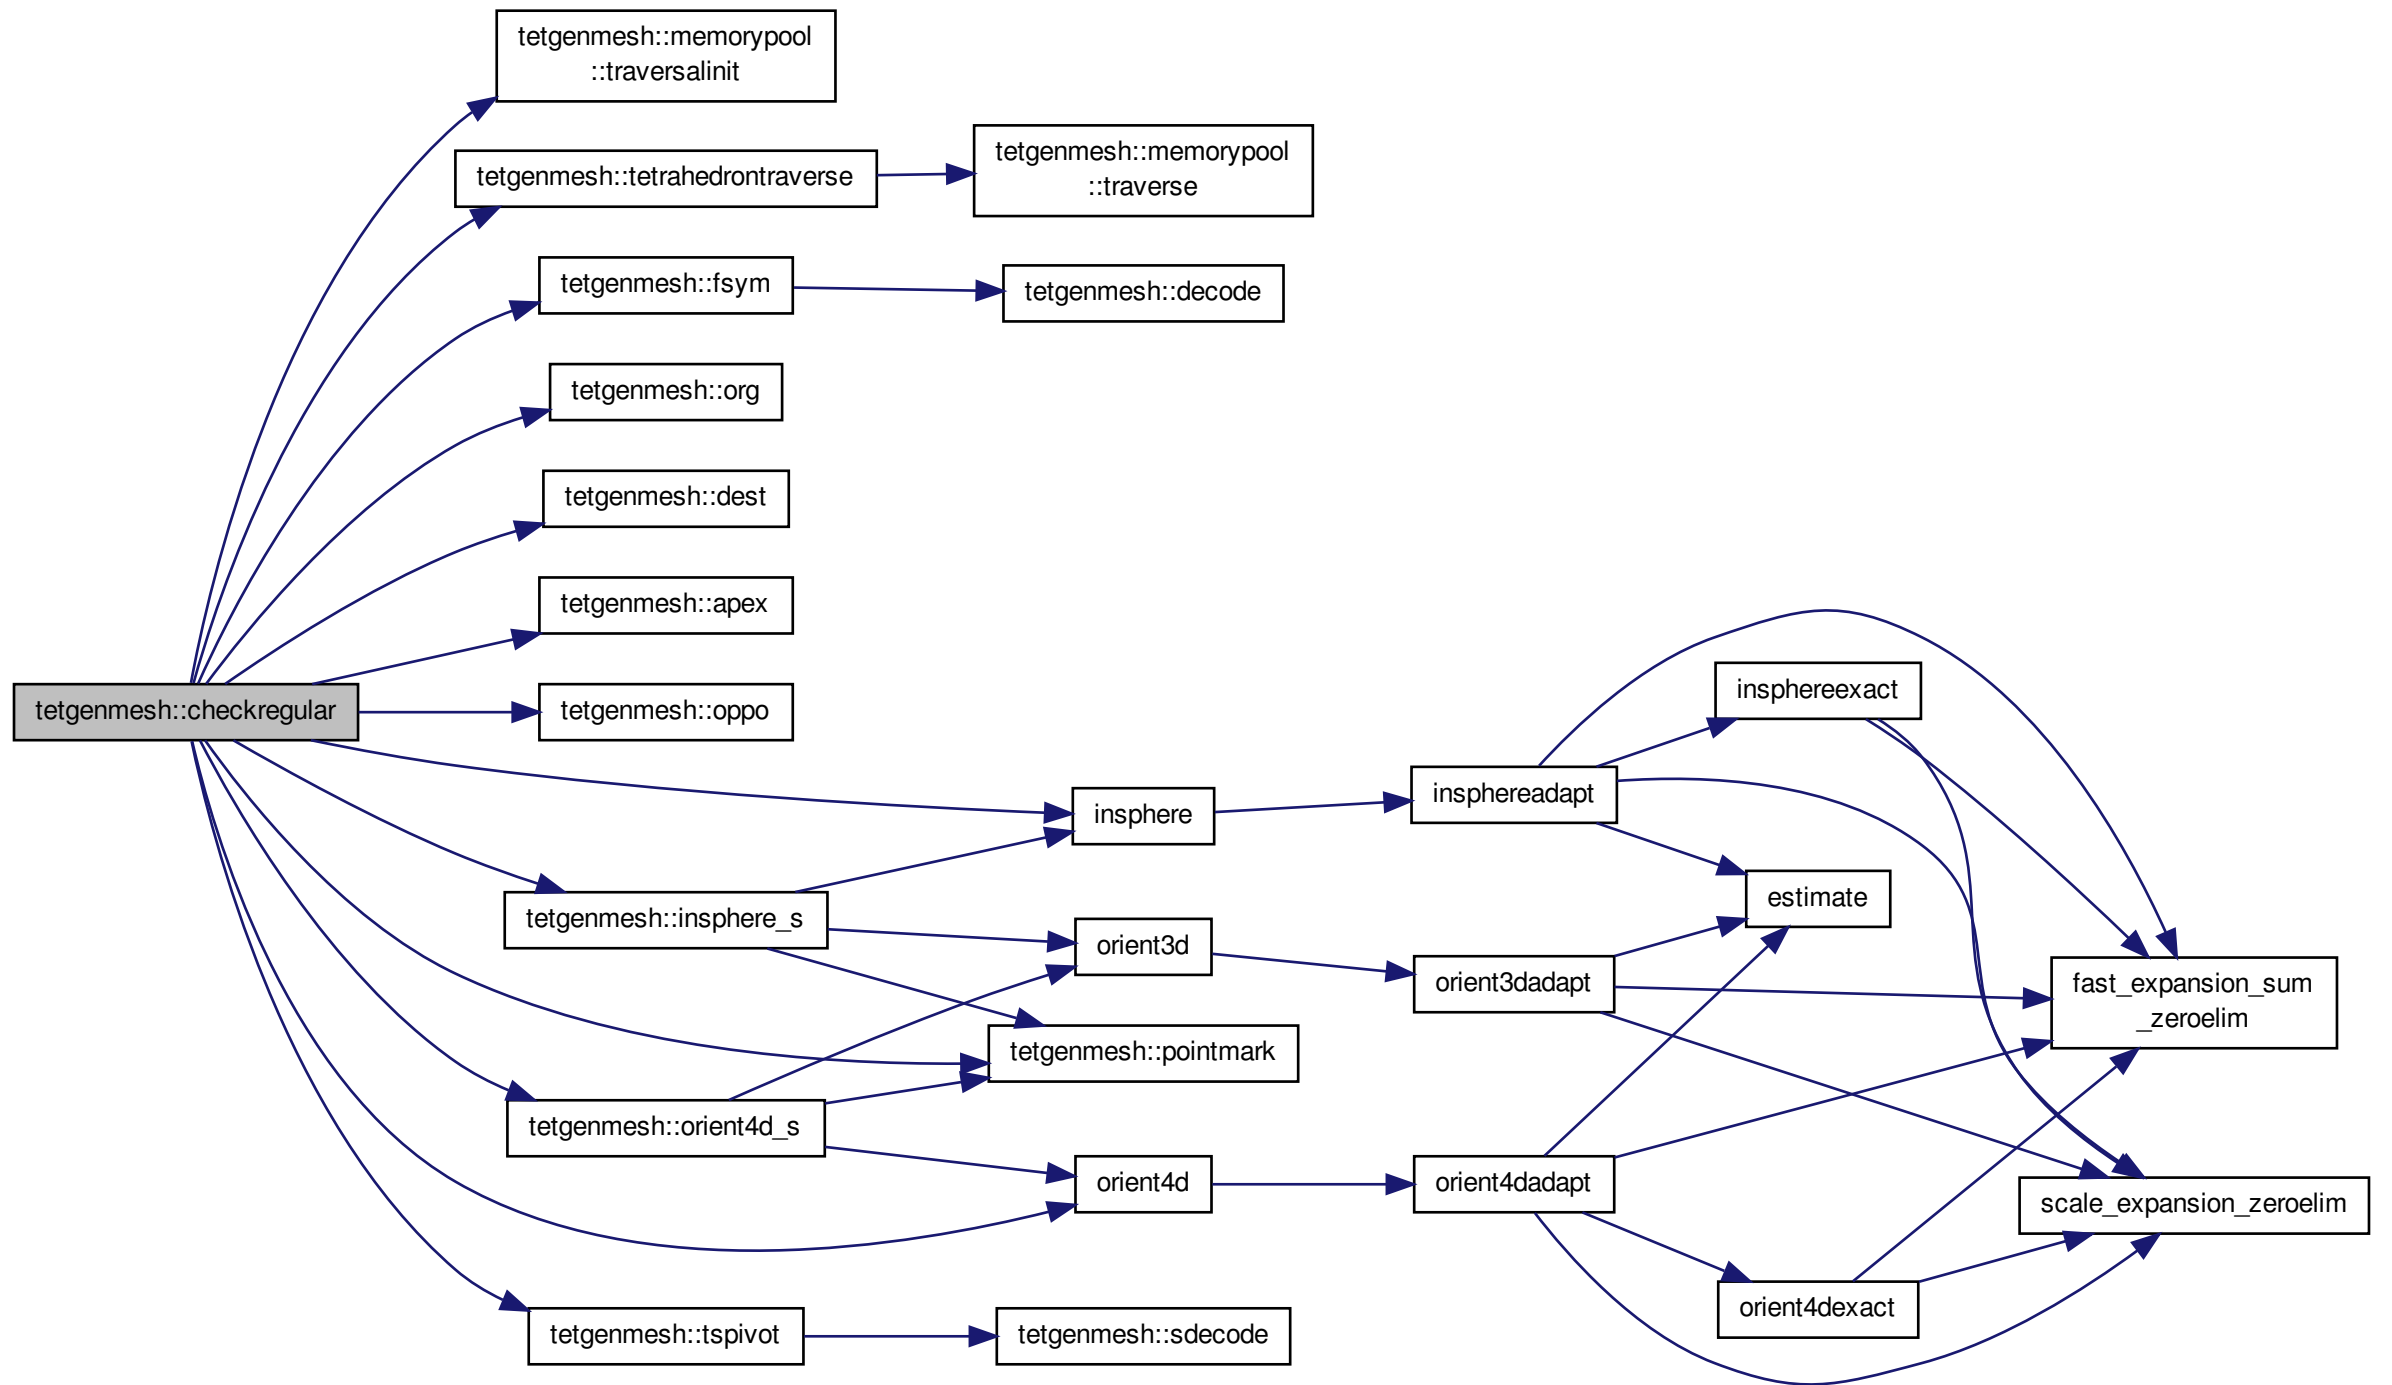 tetgenmesh::memorypool
::traversalinit
tetgenmesh::tetrahedrontraverse
tetgenmesh::memorypool
::traverse
tetgenmesh::fsym
tetgenmesh::decode
tetgenmesh::org
tetgenmesh::dest
tetgenmesh::apex
tetgenmesh::checkregular
tetgenmesh::oppo
insphereexact
insphere
insphereadapt
estimate
tetgenmesh::insphere_s
orient3d
orient3dadapt
fast_expansion_sum
_zeroelim
tetgenmesh::pointmark
tetgenmesh::orient4d_s
orient4d
orient4dadapt
scale_expansion_zeroelim
orient4dexact
tetgenmesh::tspivot
tetgenmesh::sdecode